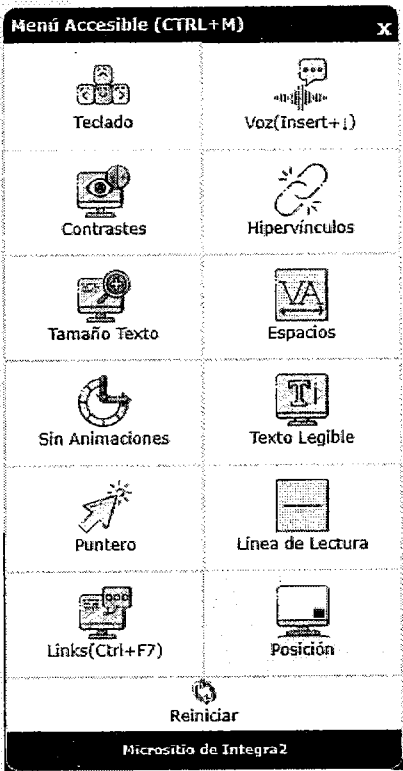 Menú Accesible (CTRL+M) x
Teclado Voz(Insert+↓)
Contrastes Hipervínculos
VA
Tamaño Texto Espacios
T
Sin Animaciones Texto Legible
Puntero Línea de Lectura
Links(Ctrl+F7) Posición
Reiniciar
Micrositio de Integra2